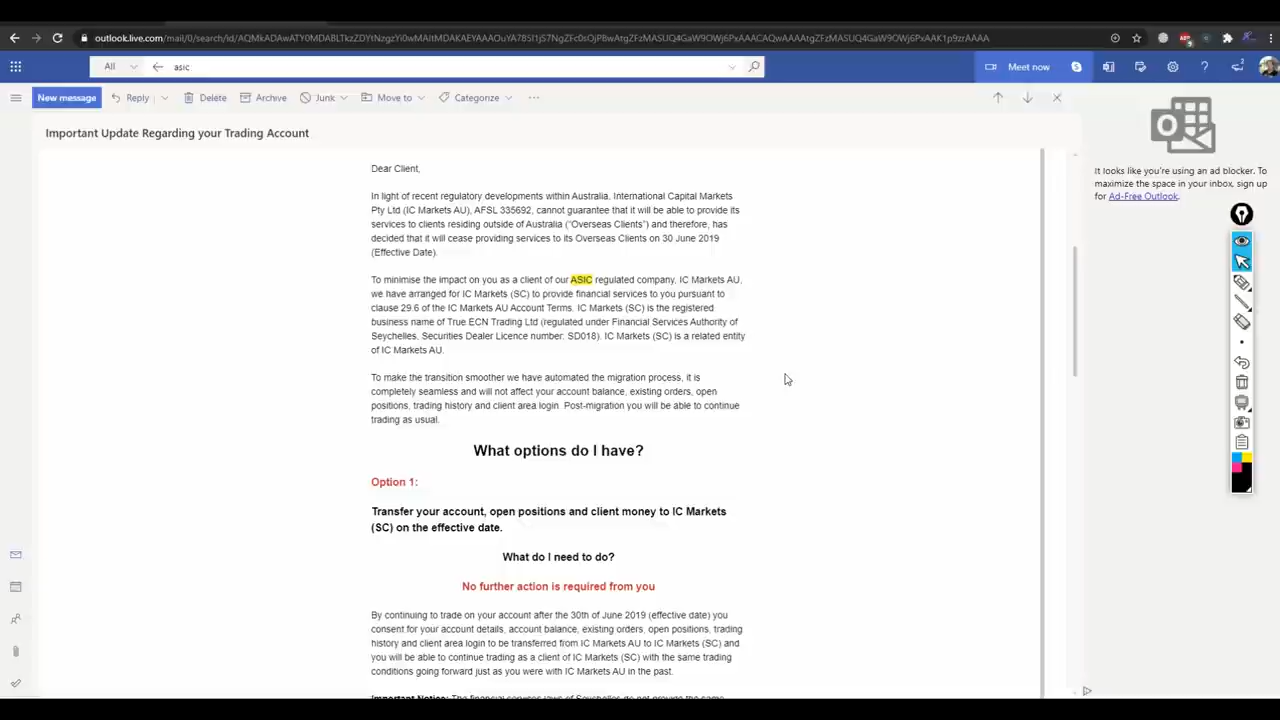 All
asic
Meet now
New message
Reply
Delete
Archive
Junk
Move to
Categorize
Important Update Regarding your Trading Account
It looks like you're using an ad blocker. To
maximize the space in your inbox, sign up
for Ad-Free Outlook.
Dear Client,
In light of recent regulatory developments within Australia, International Capital Markets
Pty Ltd (IC Markets AU), AFSL 335692, cannot guarantee that it will be able to provide its
services to clients residing outside of Australia ("Overseas Clients") and therefore, has
decided that it will cease providing services to its Overseas Clients on 30 June 2019
(Effective Date).
To minimise the impact on you as a client of our ASIC regulated company, IC Markets AU,
we have arranged for IC Markets (SC) to provide financial services to you pursuant to
clause 29.6 of the IC Markets AU Account Terms. IC Markets (SC) is the registered
business name of True ECN Trading Ltd (regulated under Financial Services Authority of
Seychelles, Securities Dealer Licence number: SD018). IC Markets (SC) is a related entity
of IC Markets AU.
To make the transition smoother we have automated the migration process, it is
completely seamless and will not affect your account balance, existing orders, open
positions, trading history and client area login. Post-migration you will be able to continue
trading as usual.
What options do I have?
Option 1:
Transfer your account, open positions and client money to IC Markets
(SC) on the effective date.
What do I need to do?
No further action is required from you
By continuing to trade on your account after the 30th of June 2019 (effective date) you
consent for your account details, account balance, existing orders, open positions, trading
history and client area login to be transferred from IC Markets AU to IC Markets (SC) and
you will be able to continue trading as a client of IC Markets (SC) with the same trading
conditions going forward just as you were with IC Markets AU in the past.
Important Notice: The financial services laws of Seychelles do not provide the same